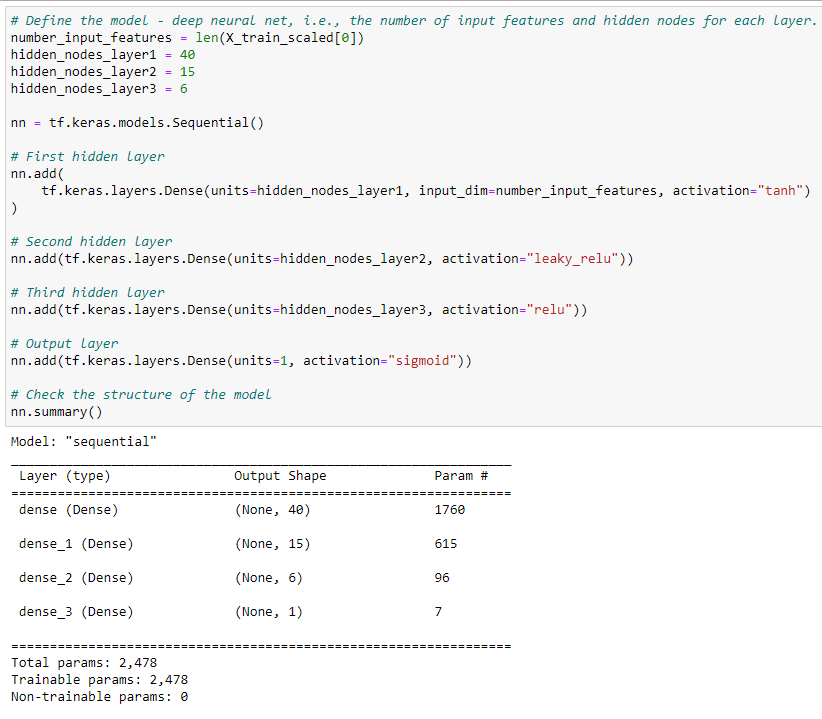 # Define the model - deep neural net, i.e., the number of input features and hidden nodes for each layer.
number_input_features = len(X_train_scaled[0])
hidden_nodes_layer1 = 40
hidden_nodes_layer2 = 15
hidden_nodes_layer3 = 6

nn = tf.keras.models.Sequential()

# First hidden layer
nn.add(
    tf.keras.layers.Dense(units=hidden_nodes_layer1, input_dim=number_input_features, activation="tanh")
)

# Second hidden layer
nn.add(tf.keras.layers.Dense(units=hidden_nodes_layer2, activation="leaky_relu"))

# Third hidden layer
nn.add(tf.keras.layers.Dense(units=hidden_nodes_layer3, activation="relu"))

# Output layer
nn.add(tf.keras.layers.Dense(units=1, activation="sigmoid"))

# Check the structure of the model
nn.summary()
Model: "sequential"
_________________________________________________________________
Layer (type)                Output Shape              Param #
=================================================================
dense (Dense)               (None, 40)                1760
dense_1 (Dense)             (None, 15)                615
dense_2 (Dense)             (None, 6)                 96
dense_3 (Dense)             (None, 1)                 7
=================================================================
Total params: 2,478
Trainable params: 2,478
Non-trainable params: 0